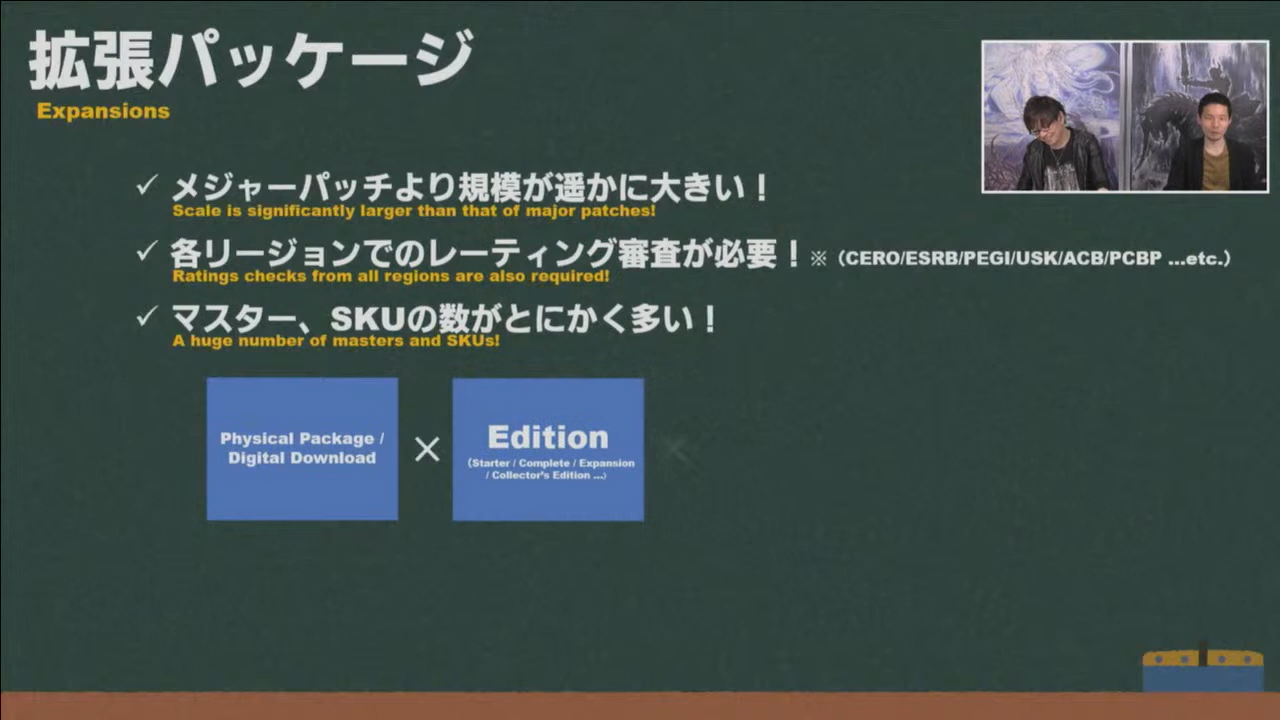 拡張パッケージ
Expansions
✓ メジャーパッチより規模が遥かに大きい！
Scale is significantly larger than that of major patches!
✓ 各リージョンでのレーティング審査が必要！※（CERO/ESRB/PEGI/USK/ACB/PCBP ...etc.）
Ratings checks from all regions are also required!
✓ マスター、SKUの数がとにかく多い！
A huge number of masters and SKUs!
Physical Package /
Digital Download
×
Edition
(Starter / Complete / Expansion
/ Collector's Edition ...)
×